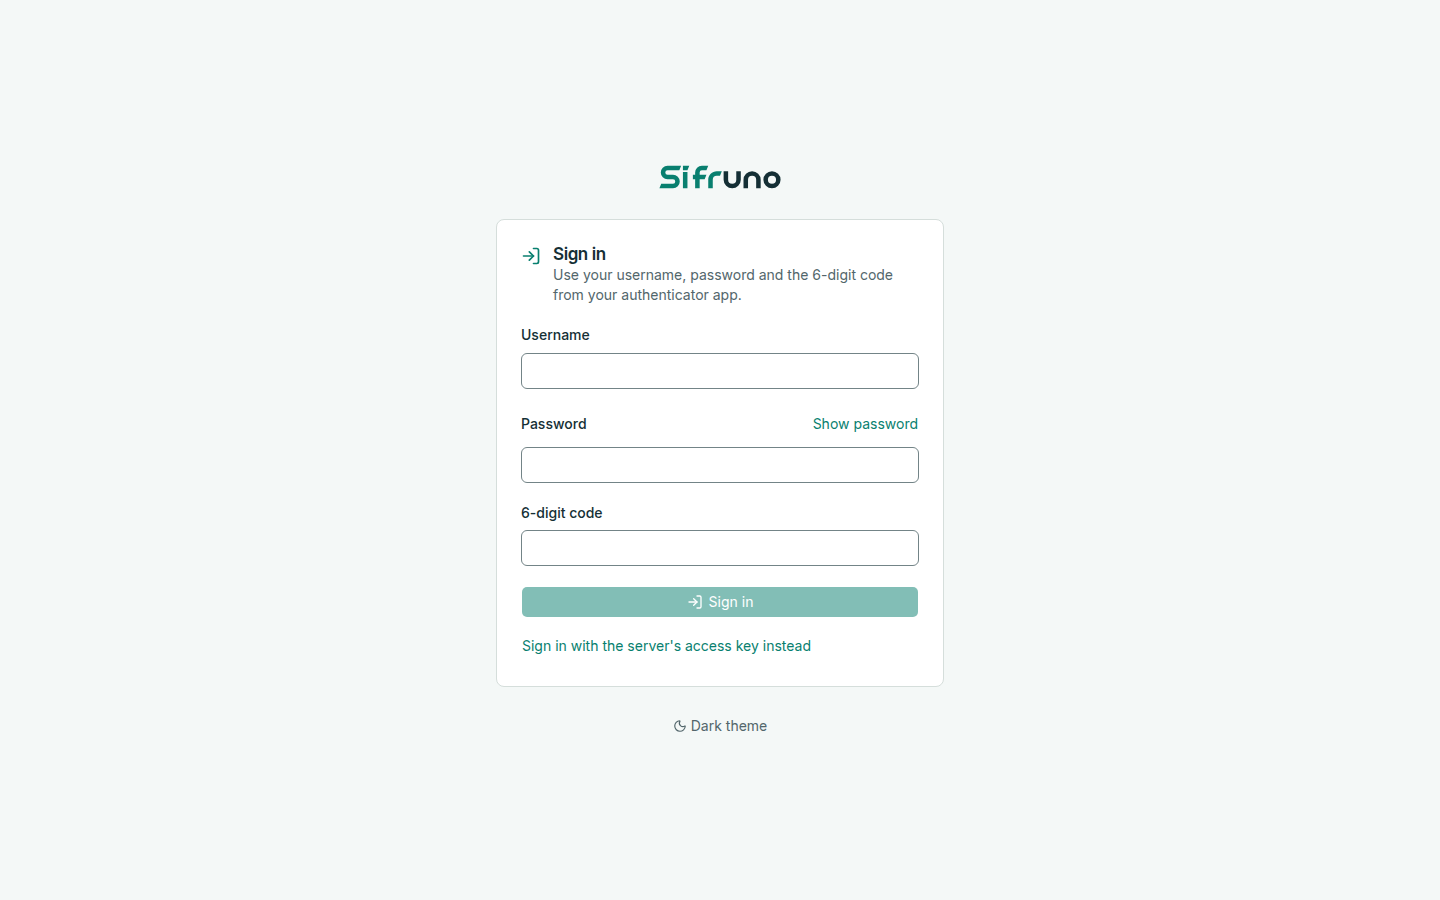 Sifruno
Sign in
Use your username, password and the 6-digit code
from your authenticator app.
Username
Password
Show password
6-digit code
Sign in
Sign in with the server's access key instead
Dark theme